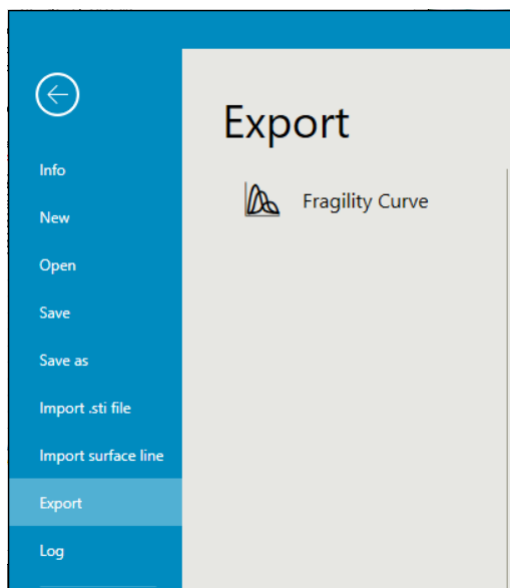 Info
New
Open
Save
Save as
Import .sti file
Import surface line
Export
Log
Export
Fragility Curve